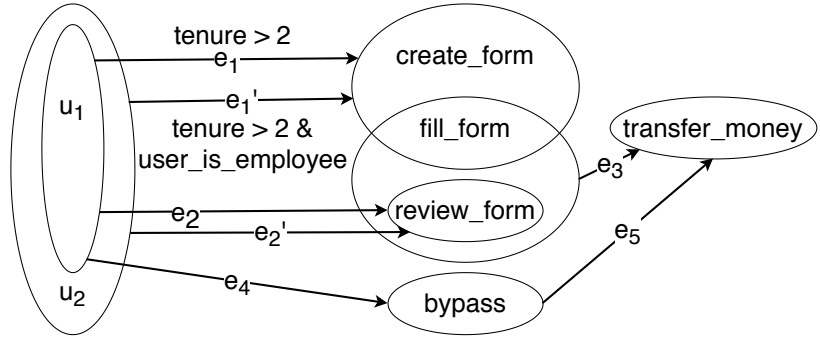 tenure > 2
e1
create_form
u1
e1'
tenure > 2 &
user_is_employee
fill_form
transfer_money
e3
e2
review_form
e2'
e5
u2
e4
bypass